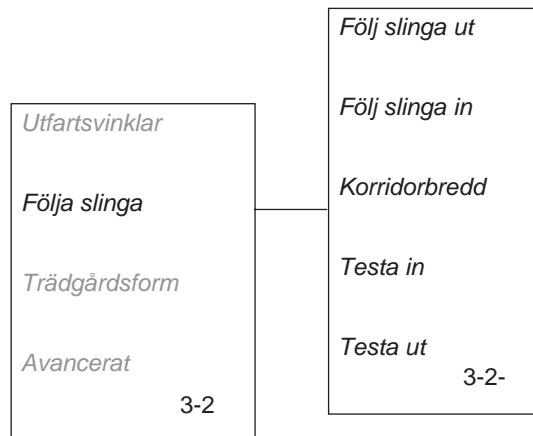 Utfartsvinklar
Följa slinga
Trädgårdsform
Avancerat
3-2
Följ slinga ut
Följ slinga in
Korridorbredd
Testa in
Testa ut
3-2-